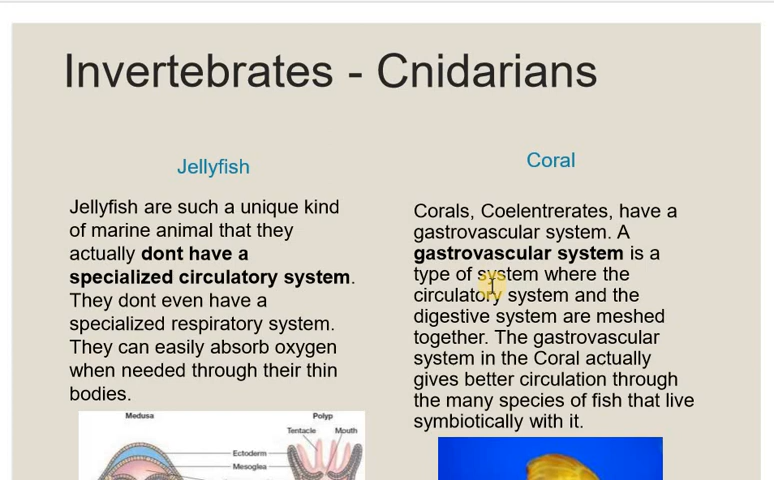 Invertebrates - Cnidarians
Jellyfish
Jellyfish are such a unique kind
of marine animal that they
actually dont have a
specialized circulatory system.
They dont even have a
specialized respiratory system.
They can easily absorb oxygen
when needed through their thin
bodies.
Medusa
Polyp
Tentacle Mouth
Ectoderm
Mesoglea
Coral
Corals, Coelentrerates, have a
gastrovascular system. A
gastrovascular system is a
type of system where the
circulatory system and the
digestive system are meshed
together. The gastrovascular
system in the Coral actually
gives better circulation through
the many species of fish that live
symbiotically with it.